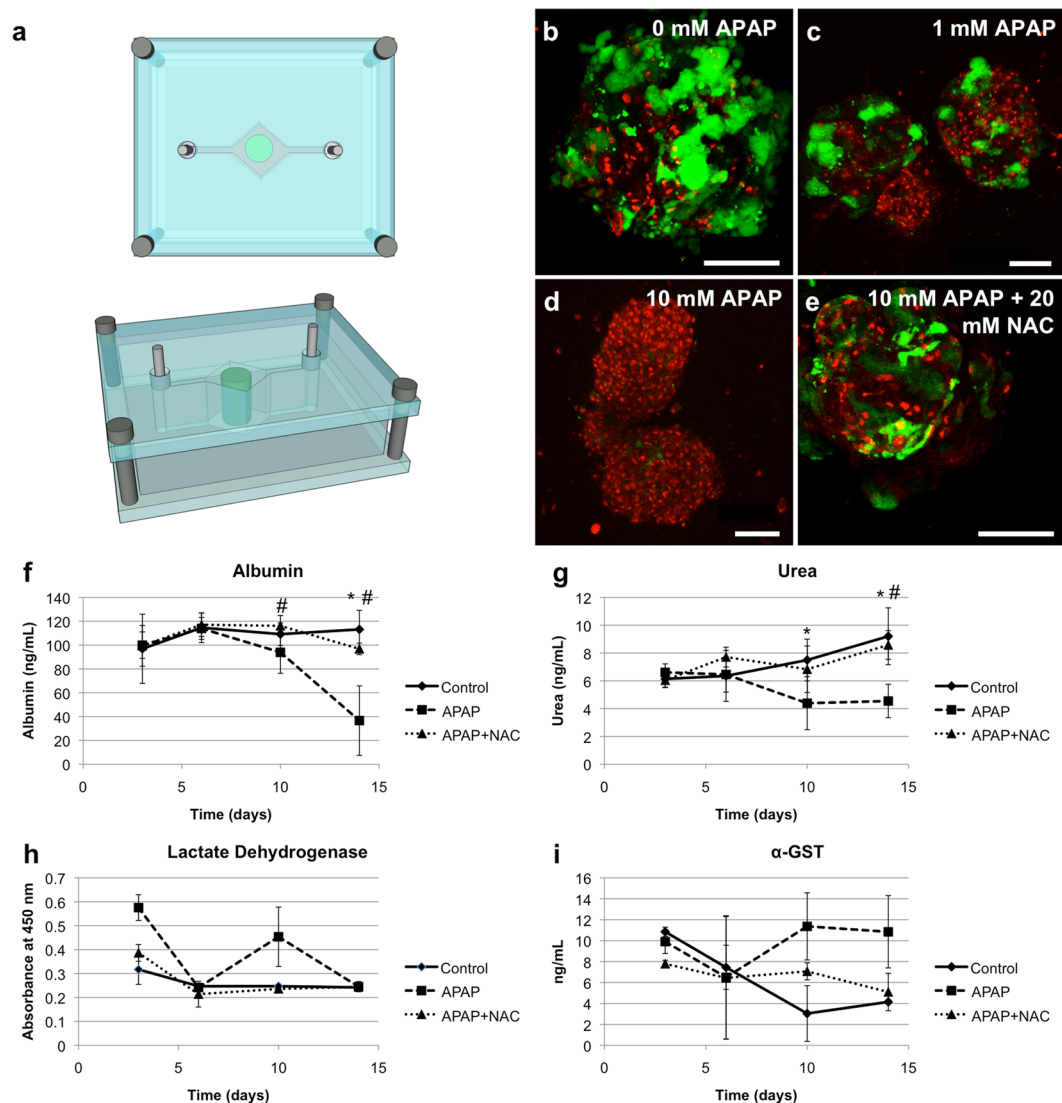 a
b
0 mM APAP
c
1 mM APAP
d
10 mM APAP
e
10 mM APAP + 20
mM NAC
f
Albumin
# * #
Albumin (ng/mL)
140
120
100
80
60
40
20
0
0 5 10 15
Time (days)
Control
APAP
APAP+NAC
g
Urea
* * #
Urea (ng/mL)
12
10
8
6
4
2
0
0 5 10 15
Time (days)
Control
APAP
APAP+NAC
h
Lactate Dehydrogenase
Absorbance at 450 nm
0.7
0.6
0.5
0.4
0.3
0.2
0.1
0
0 5 10 15
Time (days)
Control
APAP
APAP+NAC
i
α-GST
ng/mL
16
14
12
10
8
6
4
2
0
0 5 10 15
Time (days)
Control
APAP
APAP+NAC